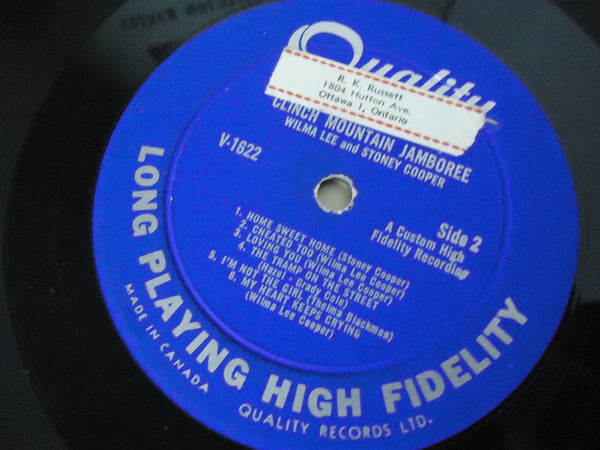 Quality
R. K. Russett
1804 Hutton Ave.
Ottawa 1, Ontario
CLINCH MOUNTAIN JAMBOREE
WILMA LEE and STONEY COOPER
V-1622
Side 2
A Custom High
Fidelity Recording
1. HOME SWEET HOME (Stoney Cooper)
2. CHEATED TOO (Wilma Lee Cooper)
3. LOVING YOU (Wilma Lee Cooper)
4. THE TRAMP ON THE STREET
(Hazel - Grady Cole)
5. I'M NOT THE GIRL (Thelma Blackmon)
6. MY HEART KEEPS CRYING
(Wilma Lee Cooper)
LONG PLAYING HIGH FIDELITY
MADE IN CANADA
QUALITY RECORDS LTD.